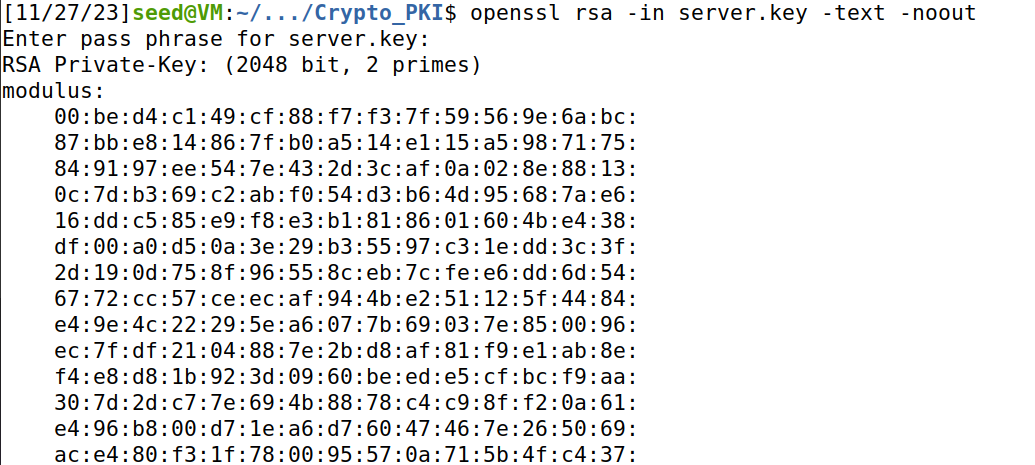 [11/27/23]seed@VM:~/.../Crypto_PKI$ openssl rsa -in server.key -text -noout
Enter pass phrase for server.key:
RSA Private-Key: (2048 bit, 2 primes)
modulus:
    00:be:d4:c1:49:cf:88:f7:f3:7f:59:56:9e:6a:bc:
    87:bb:e8:14:86:7f:b0:a5:14:e1:15:a5:98:71:75:
    84:91:97:ee:54:7e:43:2d:3c:af:0a:02:8e:88:13:
    0c:7d:b3:69:c2:ab:f0:54:d3:b6:4d:95:68:7a:e6:
    16:dd:c5:85:e9:f8:e3:b1:81:86:01:60:4b:e4:38:
    df:00:a0:d5:0a:3e:29:b3:55:97:c3:1e:dd:3c:3f:
    2d:19:0d:75:8f:96:55:8c:eb:7c:fe:e6:dd:6d:54:
    67:72:cc:57:ce:ec:af:94:4b:e2:51:12:5f:44:84:
    e4:9e:4c:22:29:5e:a6:07:7b:69:03:7e:85:00:96:
    ec:7f:df:21:04:88:7e:2b:d8:af:81:f9:e1:ab:8e:
    f4:e8:d8:1b:92:3d:09:60:be:ed:e5:cf:bc:f9:aa:
    30:7d:2d:c7:7e:69:4b:88:78:c4:c9:8f:f2:0a:61:
    e4:96:b8:00:d7:1e:a6:d7:60:47:46:7e:26:50:69:
    ac:e4:80:f3:1f:78:00:95:57:0a:71:5b:4f:c4:37: